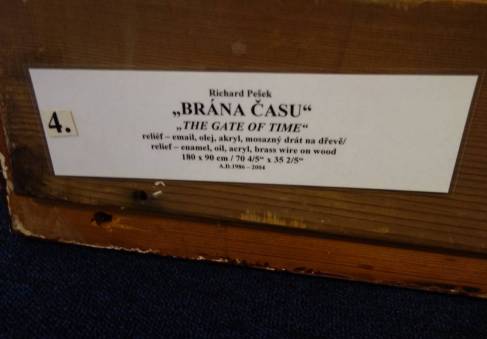 4.
Richard Pešek
„BRÁNA ČASU“
„THE GATE OF TIME“
reliéf – email, olej, akryl, mosazný drát na dřevě/
relief – enamel, oil, acryl, brass wire on wood
180 x 90 cm / 70 4/5“ x 35 2/5“
A.D.1986 – 2004